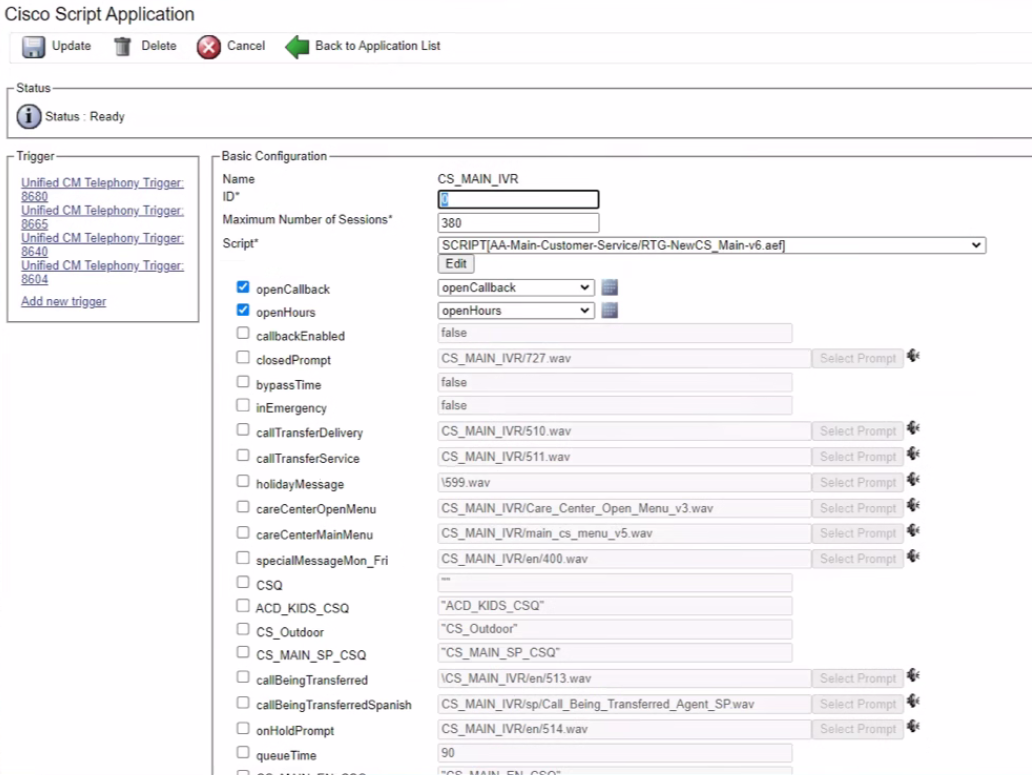 Cisco Script Application
Update Delete Cancel Back to Application List
Status
Status : Ready
Trigger
Unified CM Telephony Trigger:
8680
Unified CM Telephony Trigger:
8665
Unified CM Telephony Trigger:
8640
Unified CM Telephony Trigger:
8604
Add new trigger
Basic Configuration
Name CS_MAIN_IVR
ID* 0
Maximum Number of Sessions* 380
Script* SCRIPT[AA-Main-Customer-Service/RTG-NewCS_Main-v6.aef]
Edit
openCallback openCallback
openHours openHours
callbackEnabled false
closedPrompt CS_MAIN_IVR/727.wav Select Prompt
bypassTime false
inEmergency false
callTransferDelivery CS_MAIN_IVR/510.wav Select Prompt
callTransferService CS_MAIN_IVR/511.wav Select Prompt
holidayMessage \599.wav Select Prompt
careCenterOpenMenu CS_MAIN_IVR/Care_Center_Open_Menu_v3.wav Select Prompt
careCenterMainMenu CS_MAIN_IVR/main_cs_menu_v5.wav Select Prompt
specialMessageMon_Fri CS_MAIN_IVR/en/400.wav Select Prompt
CSQ ""
ACD_KIDS_CSQ "ACD_KIDS_CSQ"
CS_Outdoor "CS_Outdoor"
CS_MAIN_SP_CSQ "CS_MAIN_SP_CSQ"
callBeingTransferred \CS_MAIN_IVR/en/513.wav Select Prompt
callBeingTransferredSpanish CS_MAIN_IVR/sp/Call_Being_Transferred_Agent_SP.wav Select Prompt
onHoldPrompt CS_MAIN_IVR/en/514.wav Select Prompt
queueTime 90
CS_MAIN_EN_CSQ "CS_MAIN_EN_CSQ"